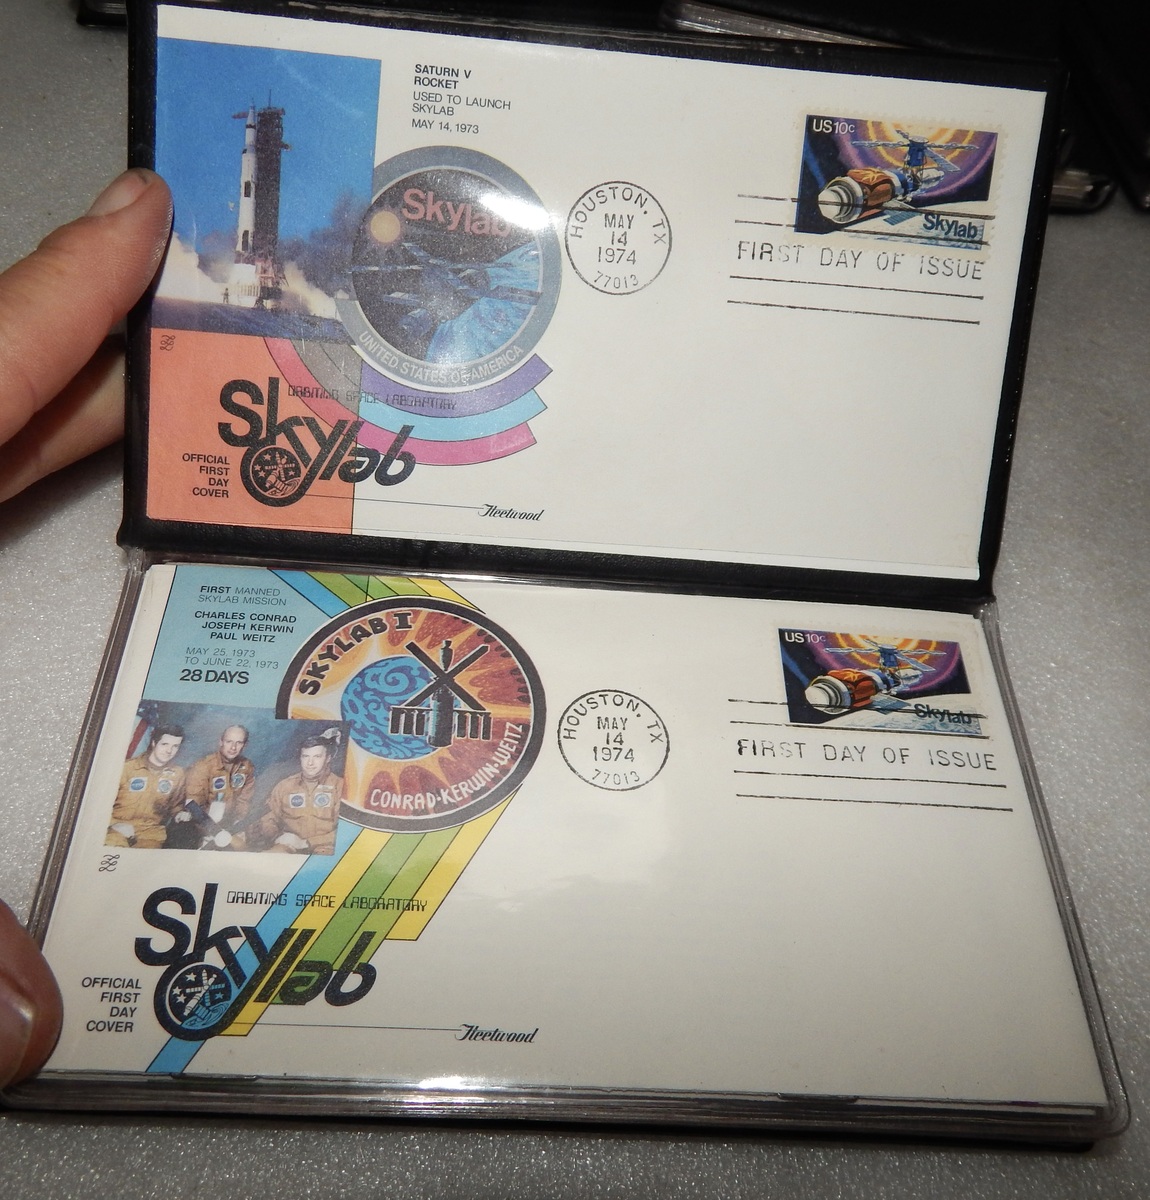 SATURN V
ROCKET
USED TO LAUNCH
SKYLAB
MAY 14, 1973
Skylab
UNITED STATES OF AMERICA
HOUSTON, TX
MAY
14
1974
77013
US 10c
Skylab
FIRST DAY OF ISSUE
ORBITING SPACE LABORATORY
Skylab
OFFICIAL
FIRST
DAY
COVER
Fleetwood
FIRST MANNED
SKYLAB MISSION
CHARLES CONRAD
JOSEPH KERWIN
PAUL WEITZ
MAY 25, 1973
TO JUNE 22, 1973
28 DAYS
SKYLAB I
CONRAD·KERWIN·WEITZ
HOUSTON, TX
MAY
14
1974
77013
US 10c
Skylab
FIRST DAY OF ISSUE
ORBITING SPACE LABORATORY
Skylab
OFFICIAL
FIRST
DAY
COVER
Fleetwood